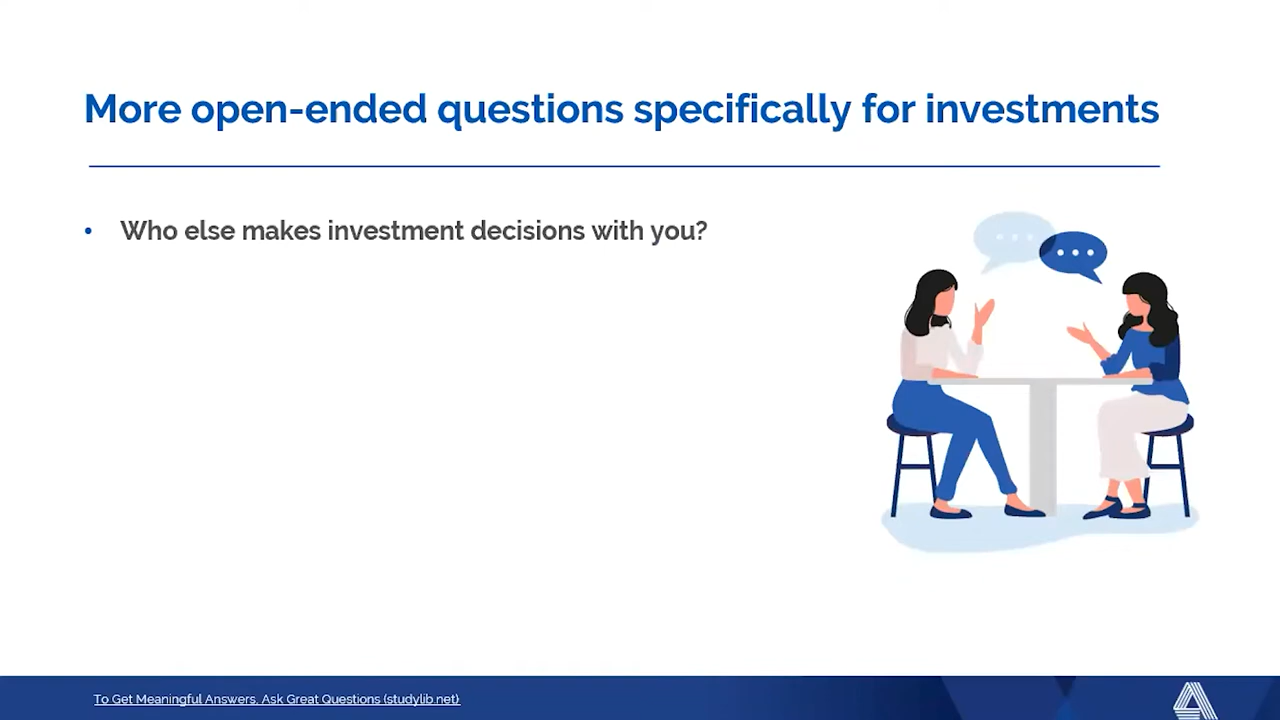 More open-ended questions specifically for investments
• Who else makes investment decisions with you?
To Get Meaningful Answers, Ask Great Questions (studylib.net)